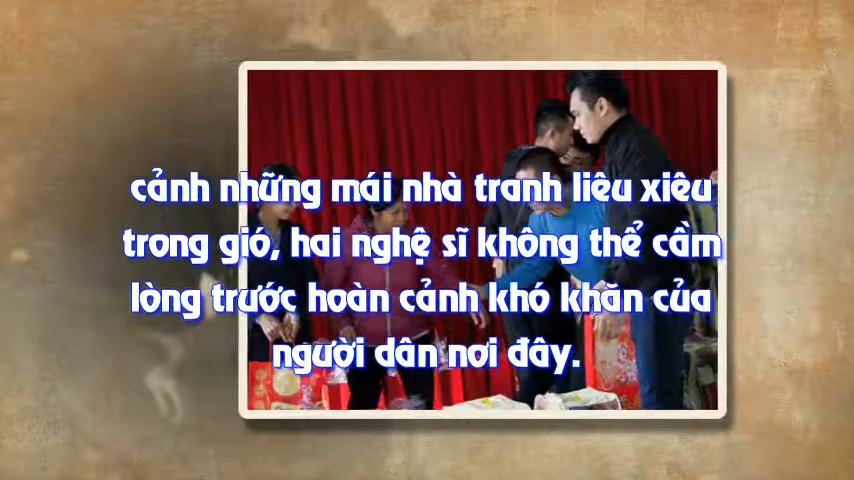 cảnh những mái nhà tranh liêu xiêu
trong gió, hai nghệ sĩ không thể cầm
lòng trước hoàn cảnh khó khăn của
người dân nơi đây.